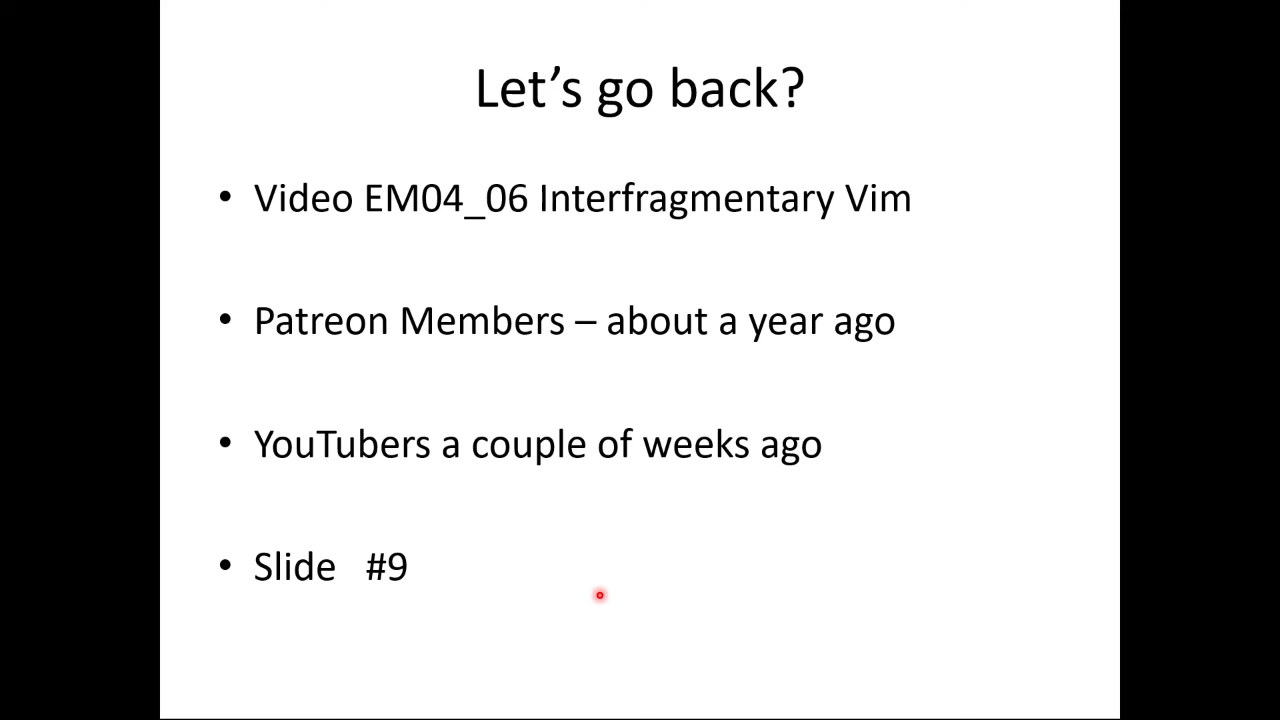 Let’s go back?
• Video EM04_06 Interfragmentary Vim
• Patreon Members – about a year ago
• YouTubers a couple of weeks ago
• Slide   #9